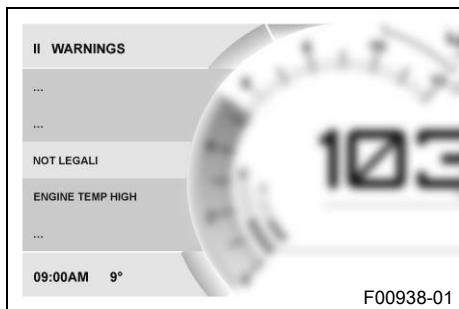 II WARNINGS
...
...
NOT LEGALI
ENGINE TEMP HIGH
...
09:00AM 9°
103
F00938-01